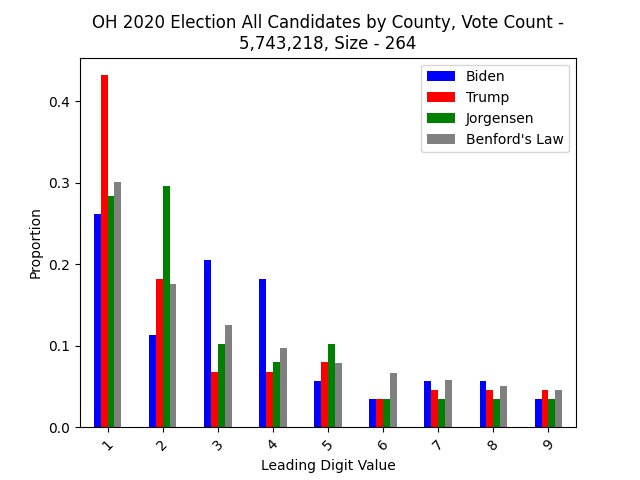 OH 2020 Election All Candidates by County, Vote Count -
5,743,218, Size - 264
Biden
Trump
Jorgensen
Benford's Law
Proportion
0.4
0.3
0.2
0.1
0.0
1 2 3 4 5 6 7 8 9
Leading Digit Value